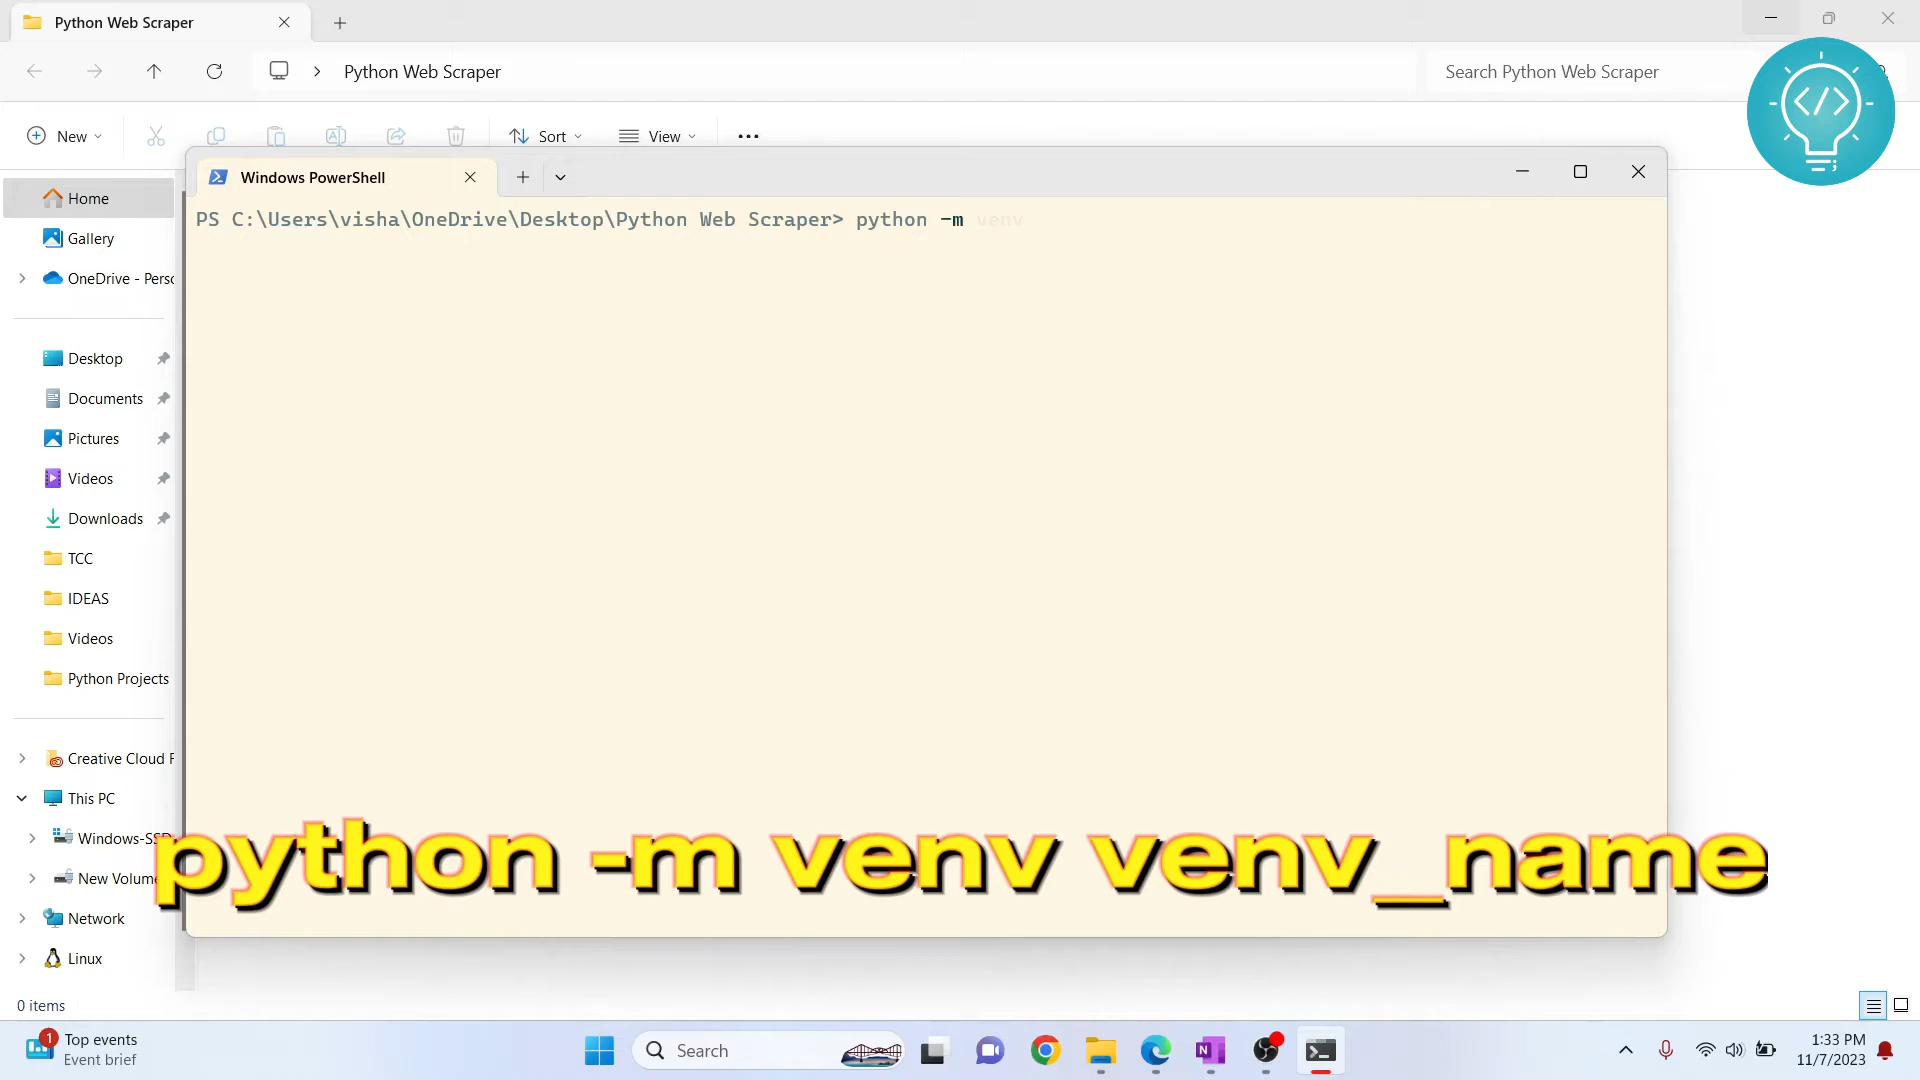 Python Web Scraper
Python Web Scraper
Search Python Web Scraper
</>
New
Sort
View
Windows PowerShell
PS C:\Users\visha\OneDrive\Desktop\Python Web Scraper> python -m venv
Home
Gallery
OneDrive - Perso
Desktop
Documents
Pictures
Videos
Downloads
TCC
IDEAS
Videos
Python Projects
Creative Cloud F
This PC
Windows-SSD
New Volume
Network
Linux
python -m venv venv_name
0 items
1
Top events
Event brief
Search
1:33 PM
11/7/2023